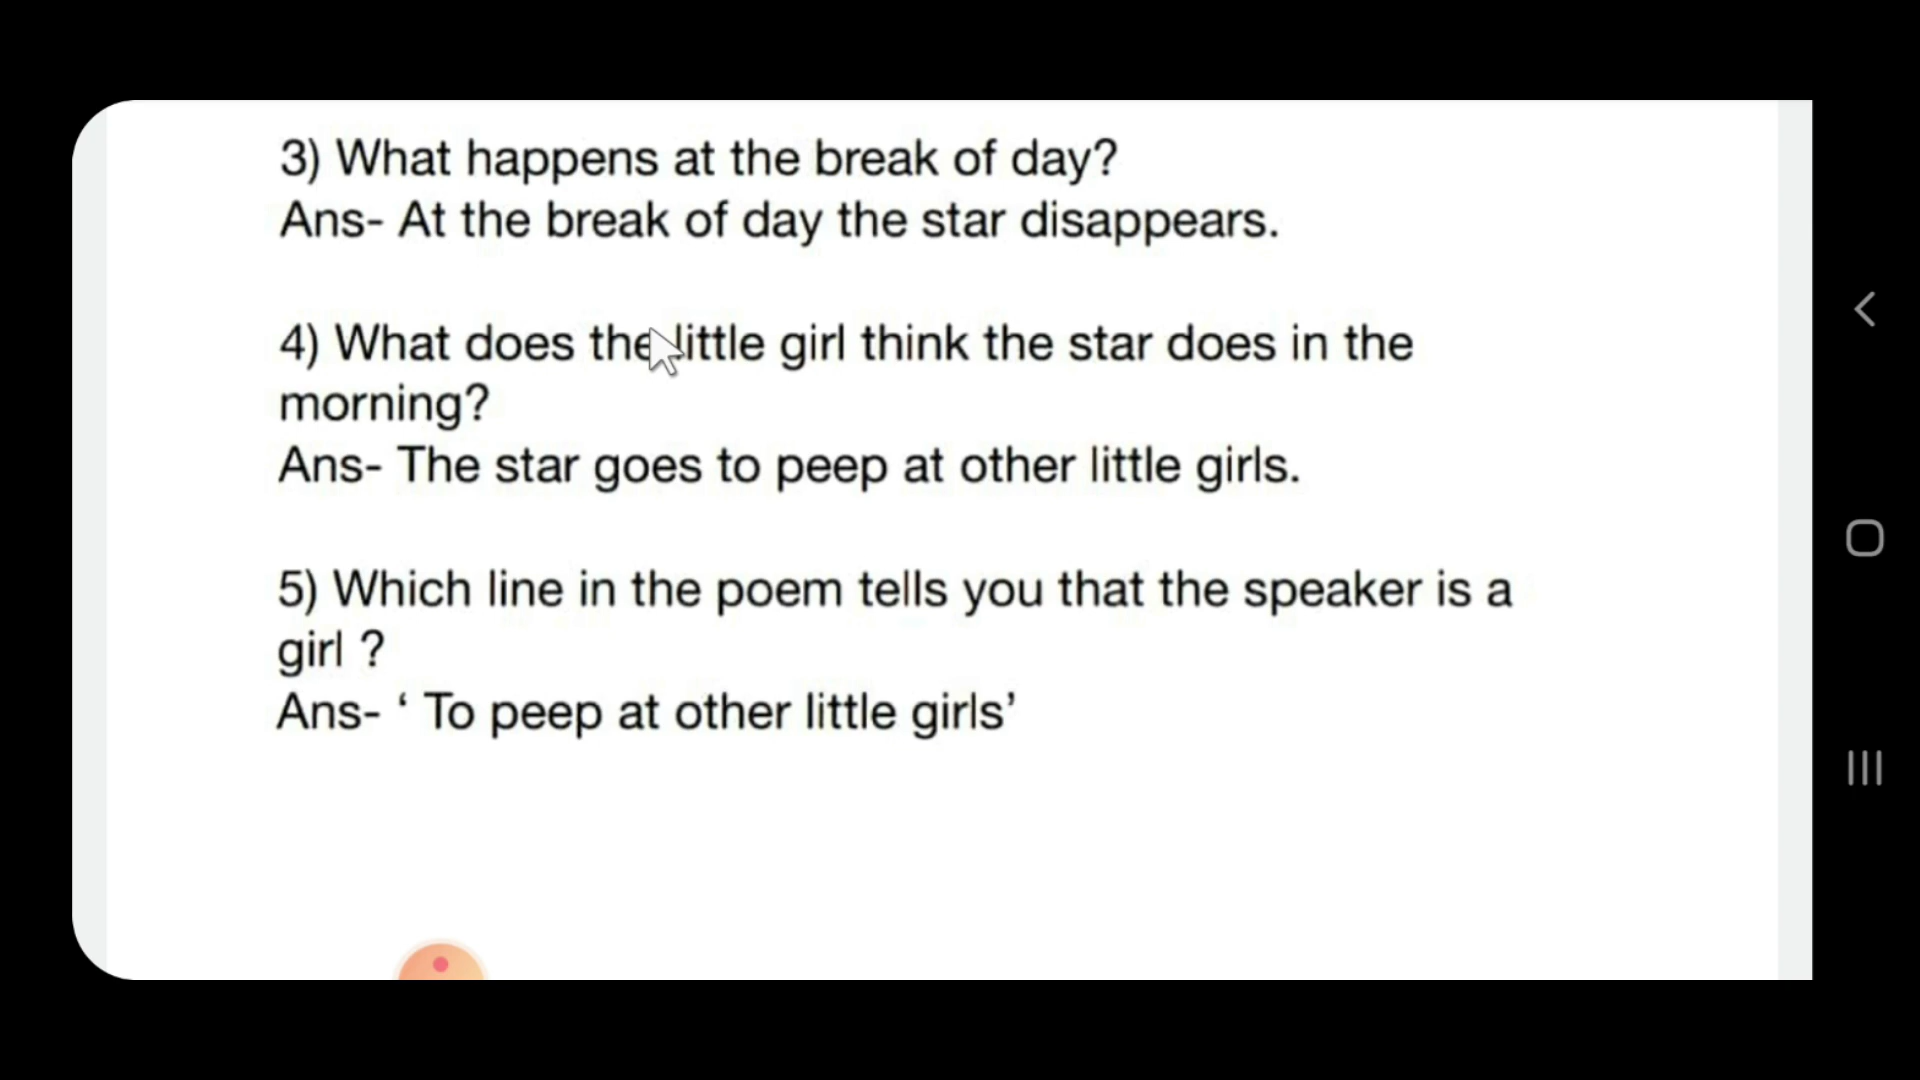 3) What happens at the break of day?
Ans- At the break of day the star disappears.
4) What does the little girl think the star does in the
morning?
Ans- The star goes to peep at other little girls.
5) Which line in the poem tells you that the speaker is a
girl ?
Ans- ‘ To peep at other little girls’